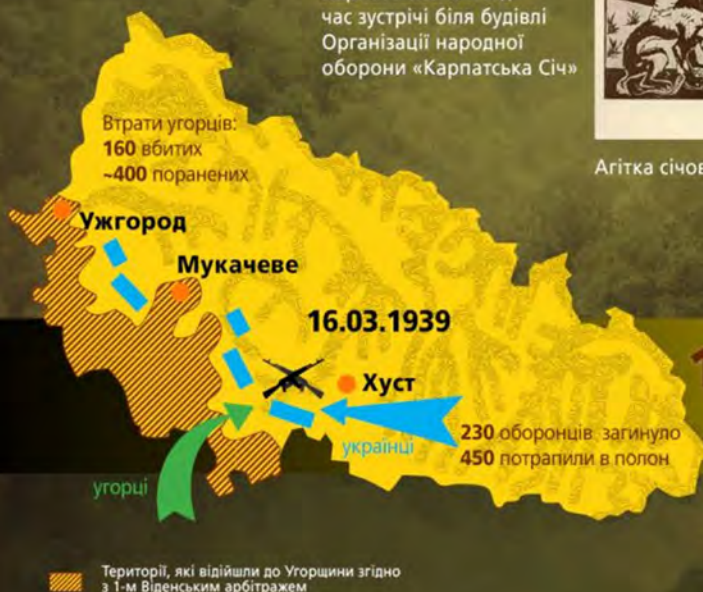 час зустрічі біля будівлі
Організації народної
оборони «Карпатська Січ»
Агітка
Втрати угорців:
160 вбитих
~400 поранених
Ужгород
Мукачеве
16.03.1939
Хуст
українці
230 оборонців загинуло
450 потрапили в полон
угорці
Території, які відійшли до Угорщини згідно
з 1-м Віденським арбітражем